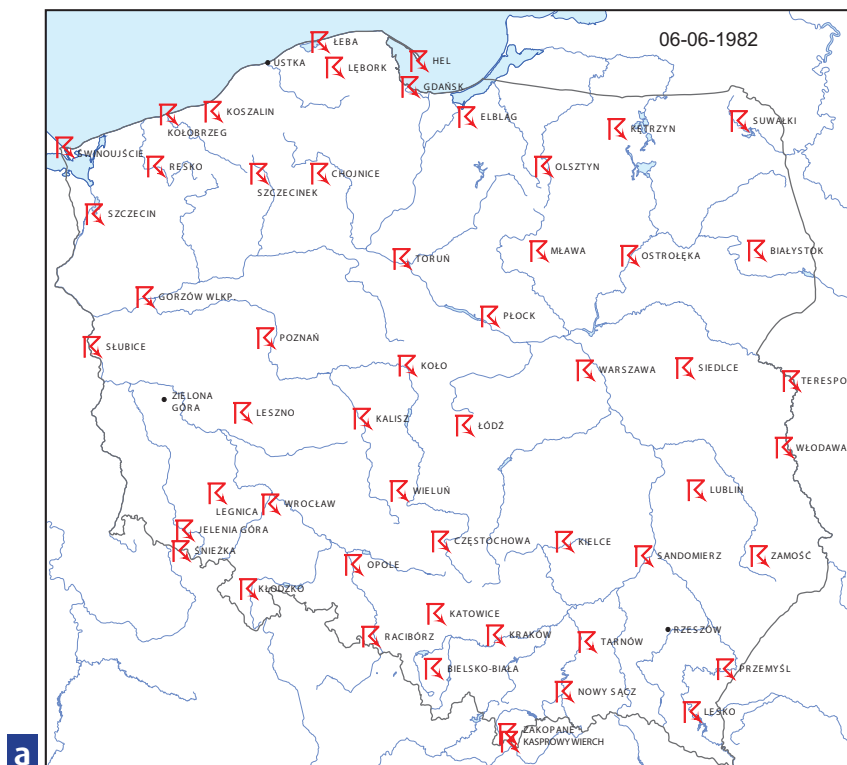 06-06-1982
ŁEBA
USTKA
HEL
LĘBORK
GDAŃSK
KOSZALIN
KOŁOBRZEG
ELBLĄG
KĘTRZYN
SUWAŁKI
ŚWINOUJŚCIE
RESKO
SZCZECINEK
CHOJNICE
OLSZTYN
SZCZECIN
TORUŃ
MŁAWA
OSTROŁĘKA
BIAŁYSTOK
GORZÓW WLKP.
PŁOCK
SŁUBICE
POZNAŃ
KOŁO
WARSZAWA
SIEDLCE
TERESPO
ZIELONA
GÓRA
LESZNO
KALISZ
ŁÓDŹ
WŁODAWA
WIELUŃ
LUBLIN
LEGNICA
WROCŁAW
JELENIA GÓRA
ŚNIEŻKA
CZĘSTOCHOWA
KIELCE
SANDOMIERZ
ZAMOŚĆ
OPOLE
KŁODZKO
KATOWICE
RACIBÓRZ
KRAKÓW
TARNÓW
RZESZÓW
BIELSKO-BIAŁA
PRZEMYŚL
NOWY SĄCZ
LESKO
ZAKOPANE
KASPROWY WIERCH
a